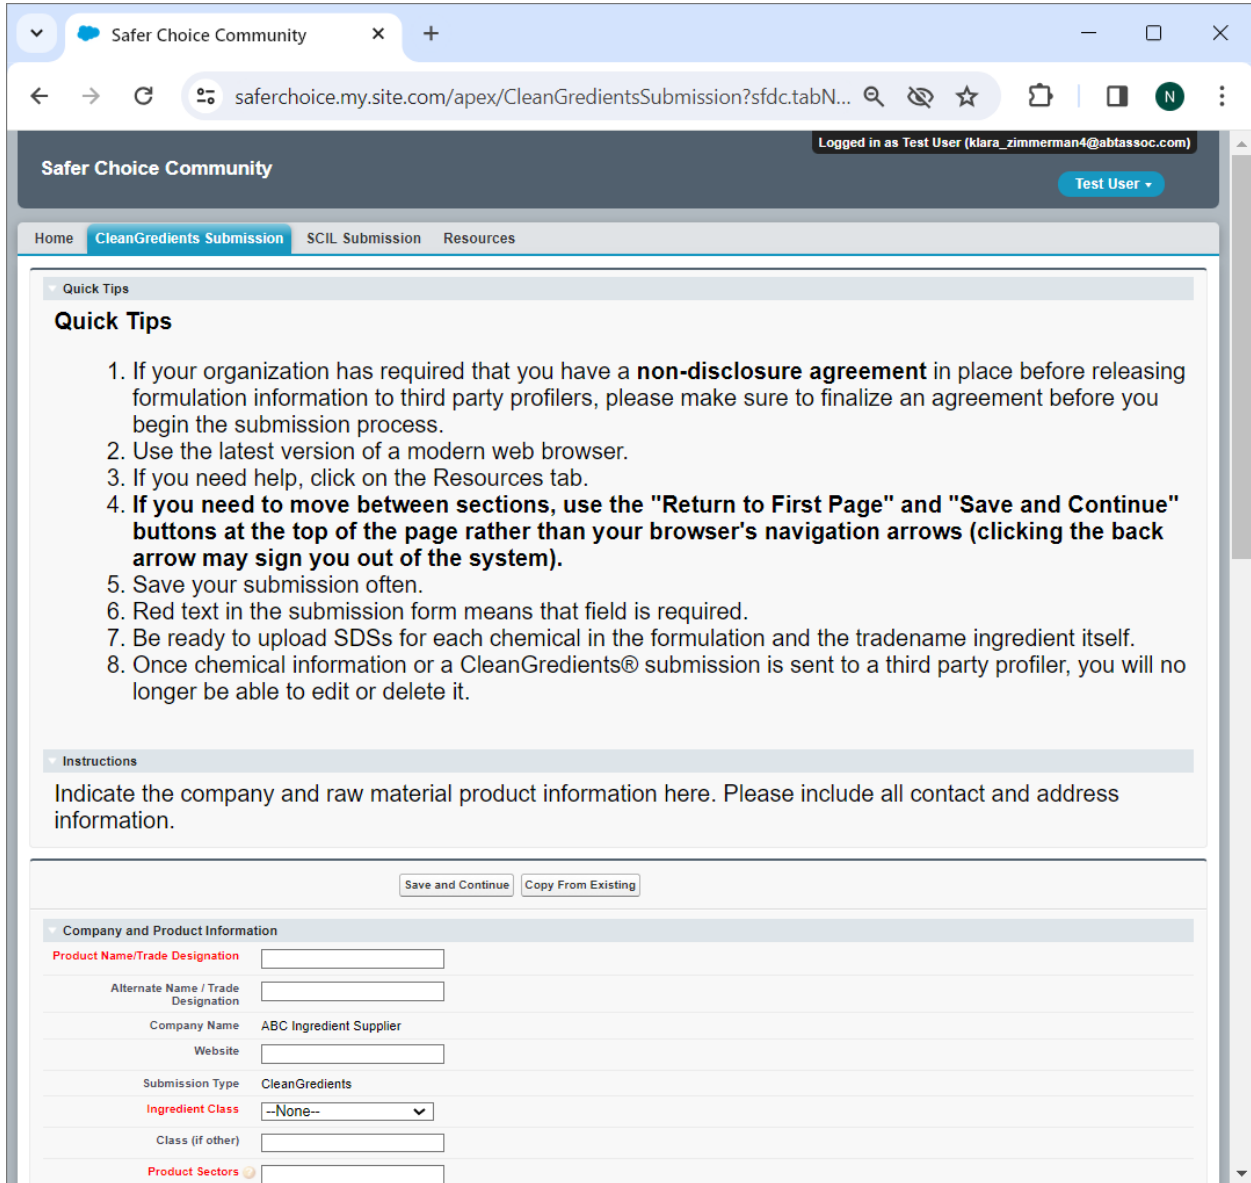 Safer Choice Community
saferchoice.my.site.com/apex/CleanGredientsSubmission?sfdc.tabN...
N
Logged in as Test User (klara_zimmerman4@abtassoc.com)
Safer Choice Community
Test User
Home CleanGredients Submission SCIL Submission Resources
Quick Tips
Quick Tips
1. If your organization has required that you have a non-disclosure agreement in place before releasing
formulation information to third party profilers, please make sure to finalize an agreement before you
begin the submission process.
2. Use the latest version of a modern web browser.
3. If you need help, click on the Resources tab.
4. If you need to move between sections, use the "Return to First Page" and "Save and Continue"
buttons at the top of the page rather than your browser's navigation arrows (clicking the back
arrow may sign you out of the system).
5. Save your submission often.
6. Red text in the submission form means that field is required.
7. Be ready to upload SDSs for each chemical in the formulation and the tradename ingredient itself.
8. Once chemical information or a CleanGredients® submission is sent to a third party profiler, you will no
longer be able to edit or delete it.
Instructions
Indicate the company and raw material product information here. Please include all contact and address
information.
Save and Continue Copy From Existing
Company and Product Information
Product Name/Trade Designation
Alternate Name / Trade
Designation
Company Name ABC Ingredient Supplier
Website
Submission Type CleanGredients
Ingredient Class --None--
Class (if other)
Product Sectors